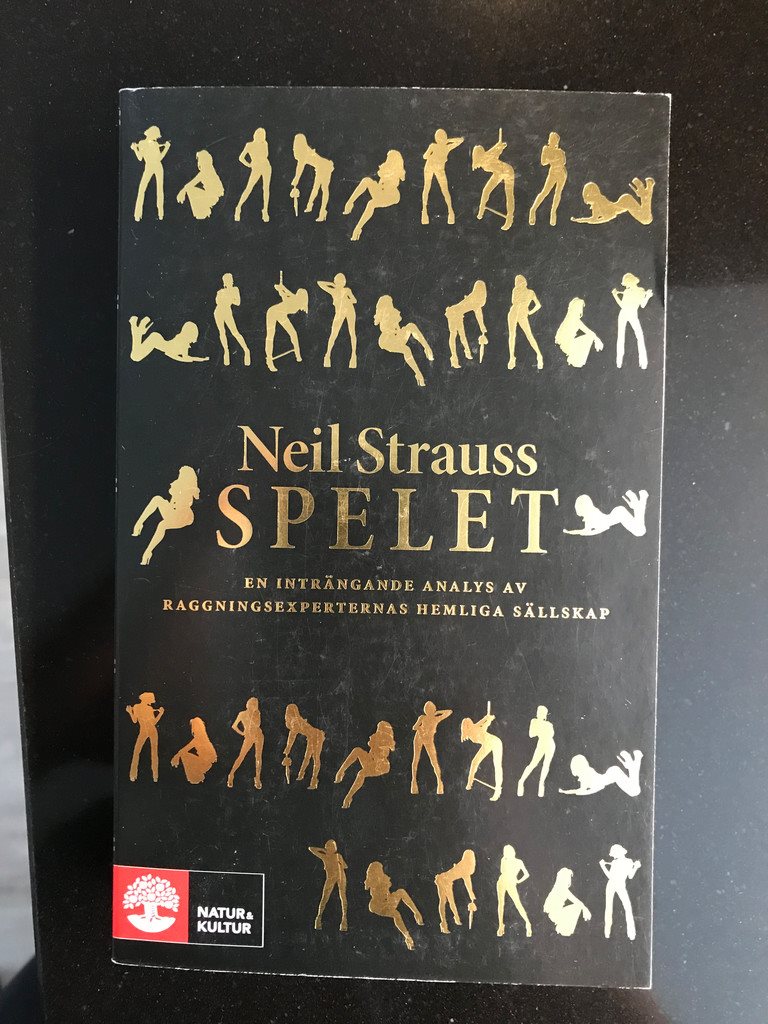 Neil Strauss
SPELET
EN INTRÄNGANDE ANALYS AV
RAGGNINGSEXPERTERNAS HEMLIGA SÄLLSKAP
NATUR &
KULTUR